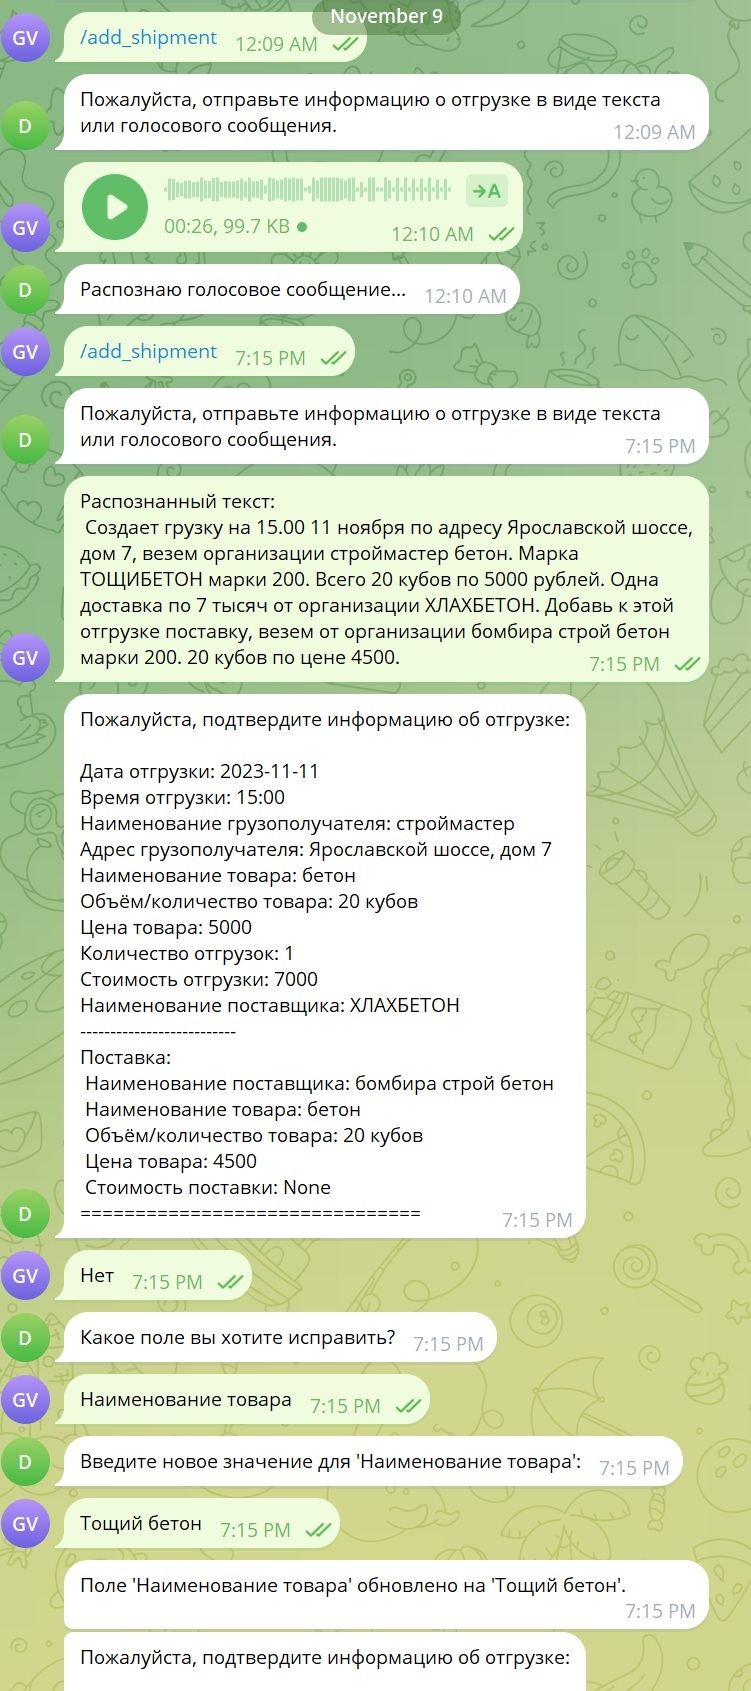 November 9
GV
/add_shipment 12:09 AM
Пожалуйста, отправьте информацию о отгрузке в виде текста
или голосового сообщения.
12:09 AM
D
→A
00:26, 99.7 KB
12:10 AM
GV
D
Распознаю голосовое сообщение... 12:10 AM
GV
/add_shipment 7:15 PM
Пожалуйста, отправьте информацию о отгрузке в виде текста
или голосового сообщения.
7:15 PM
D
Распознанный текст:
Создает грузку на 15.00 11 ноября по адресу Ярославской шоссе,
дом 7, везем организации строймастер бетон. Марка
ТОЩИБЕТОН марки 200. Всего 20 кубов по 5000 рублей. Одна
доставка по 7 тысяч от организации ХЛАХБЕТОН. Добавь к этой
отгрузке поставку, везем от организации бомбира строй бетон
марки 200. 20 кубов по цене 4500.
7:15 PM
GV
Пожалуйста, подтвердите информацию об отгрузке:
Дата отгрузки: 2023-11-11
Время отгрузки: 15:00
Наименование грузополучателя: строймастер
Адрес грузополучателя: Ярославской шоссе, дом 7
Наименование товара: бетон
Объём/количество товара: 20 кубов
Цена товара: 5000
Количество отгрузок: 1
Стоимость отгрузки: 7000
Наименование поставщика: ХЛАХБЕТОН
--------------------------
Поставка:
Наименование поставщика: бомбира строй бетон
Наименование товара: бетон
Объём/количество товара: 20 кубов
Цена товара: 4500
Стоимость поставки: None
===============================
7:15 PM
D
GV
Нет 7:15 PM
D
Какое поле вы хотите исправить? 7:15 PM
GV
Наименование товара 7:15 PM
D
Введите новое значение для 'Наименование товара': 7:15 PM
GV
Тощий бетон 7:15 PM
Поле 'Наименование товара' обновлено на 'Тощий бетон'.
7:15 PM
Пожалуйста, подтвердите информацию об отгрузке: